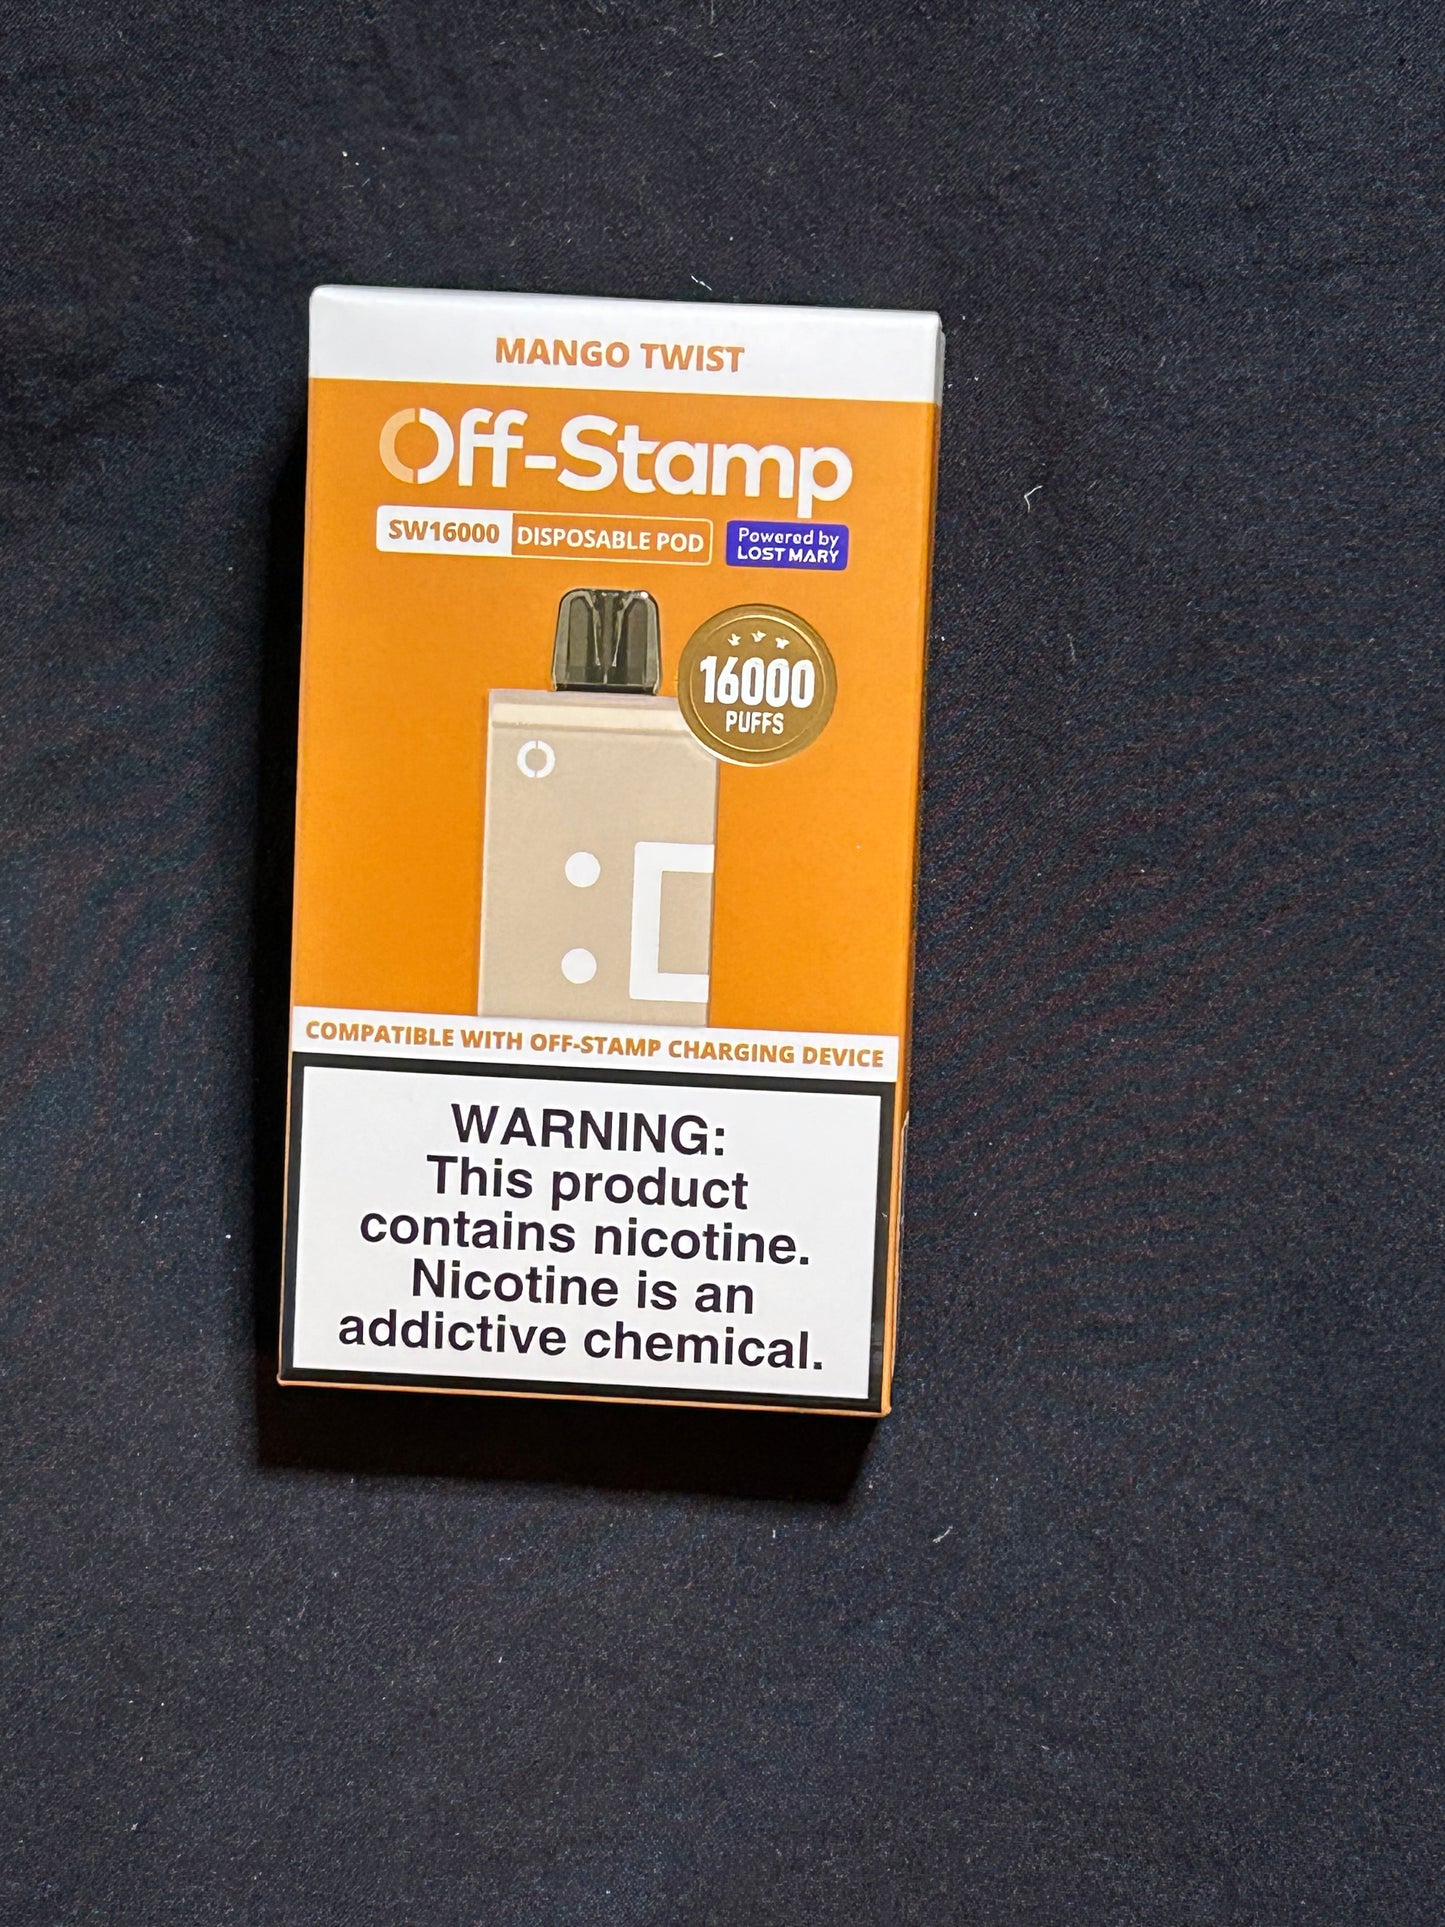 MANGO TWIST
Off-Stamp
SW16000 DISPOSABLE POD
Powered by
LOST MARY
16000
PUFFS
COMPATIBLE WITH OFF-STAMP CHARGING DEVICE
WARNING:
This product
contains nicotine.
Nicotine is an
addictive chemical.